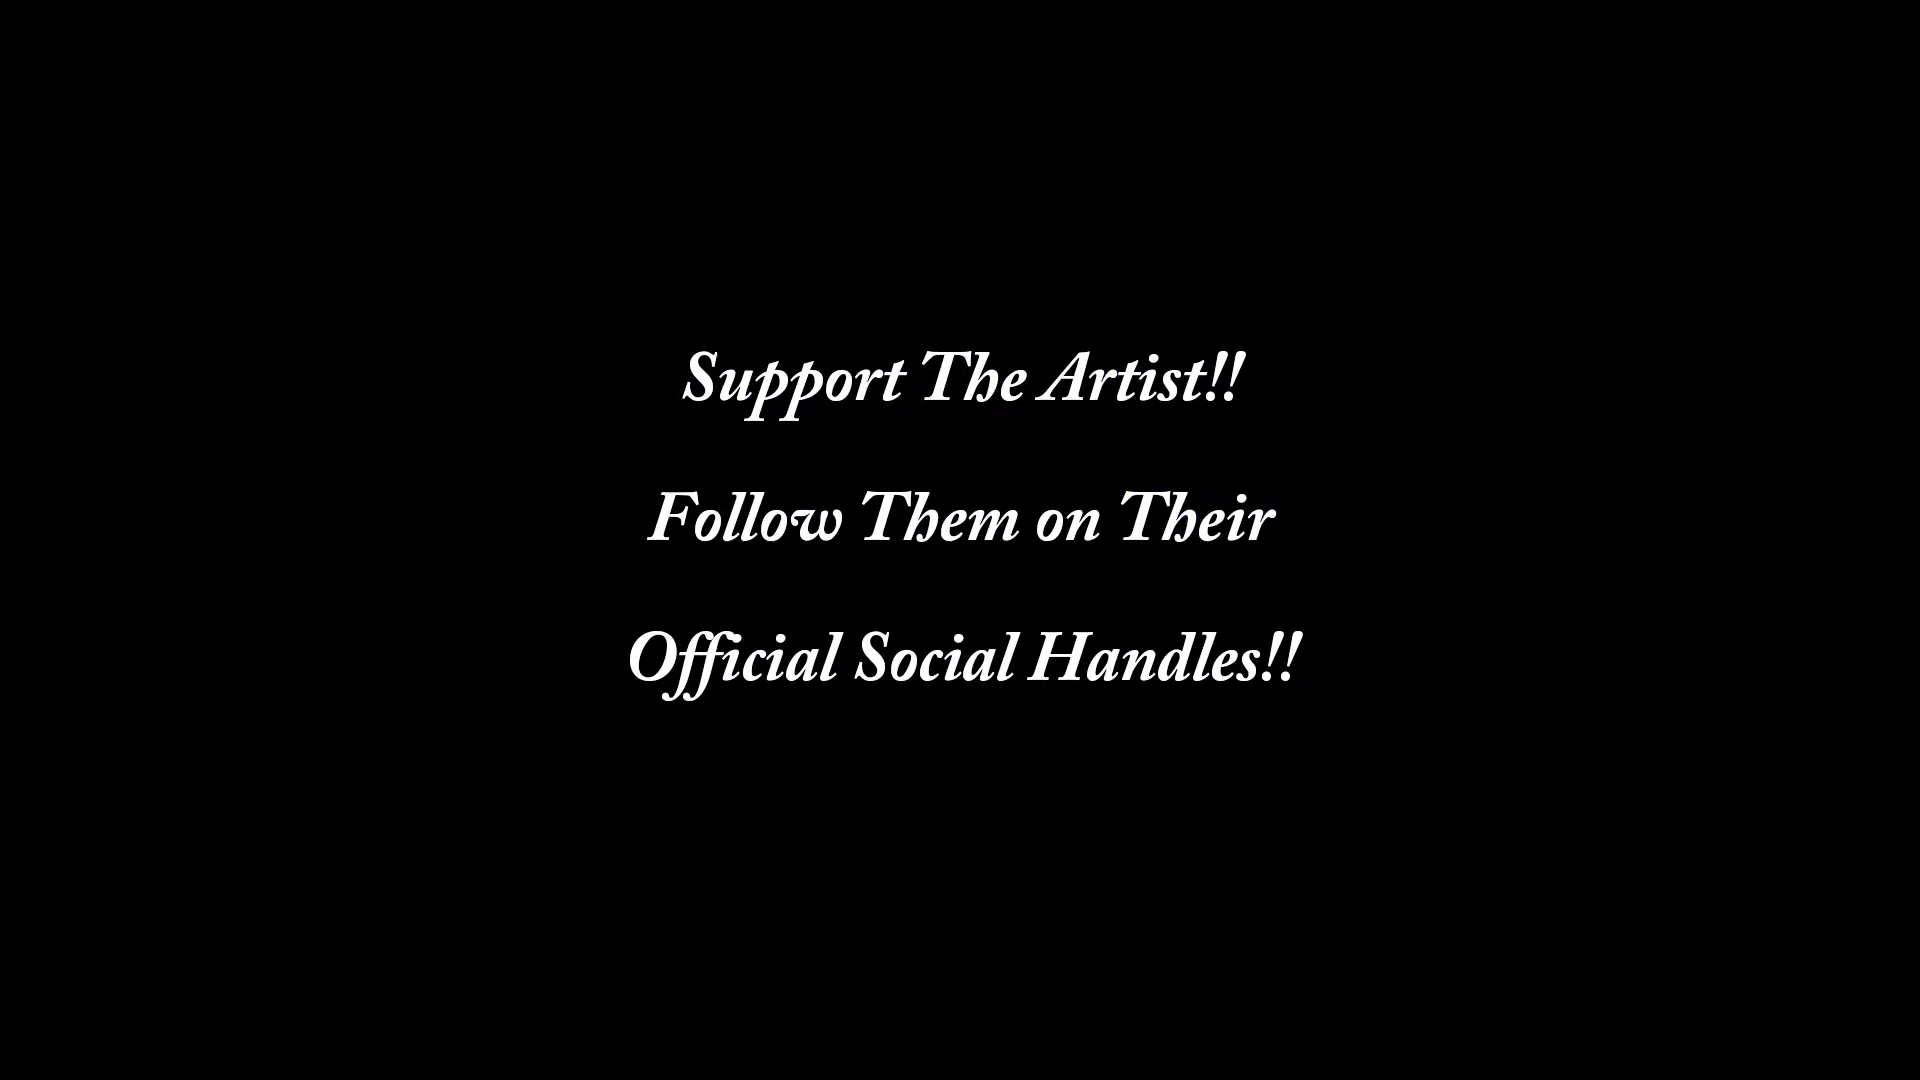 Support The Artist!!
Follow Them on Their
Official Social Handles!!